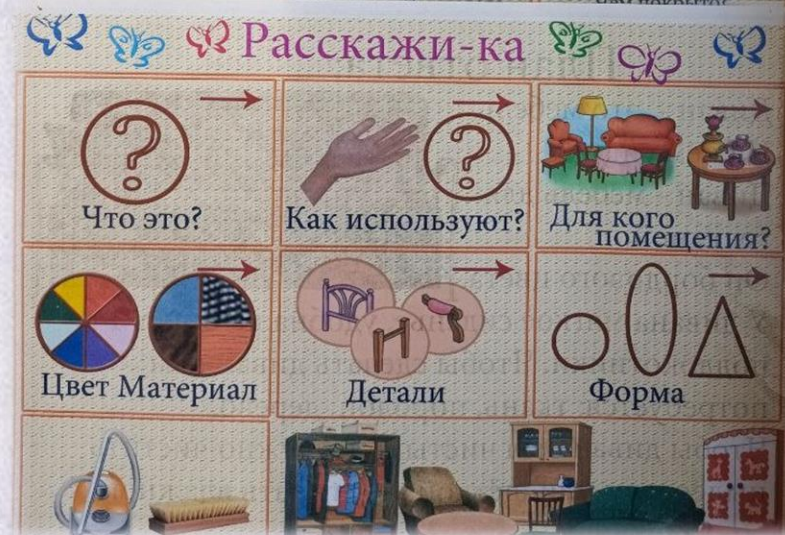 Расскажи-ка
Что это?
Как используют?
Для кого
помещения?
Цвет Материал
Детали
Форма